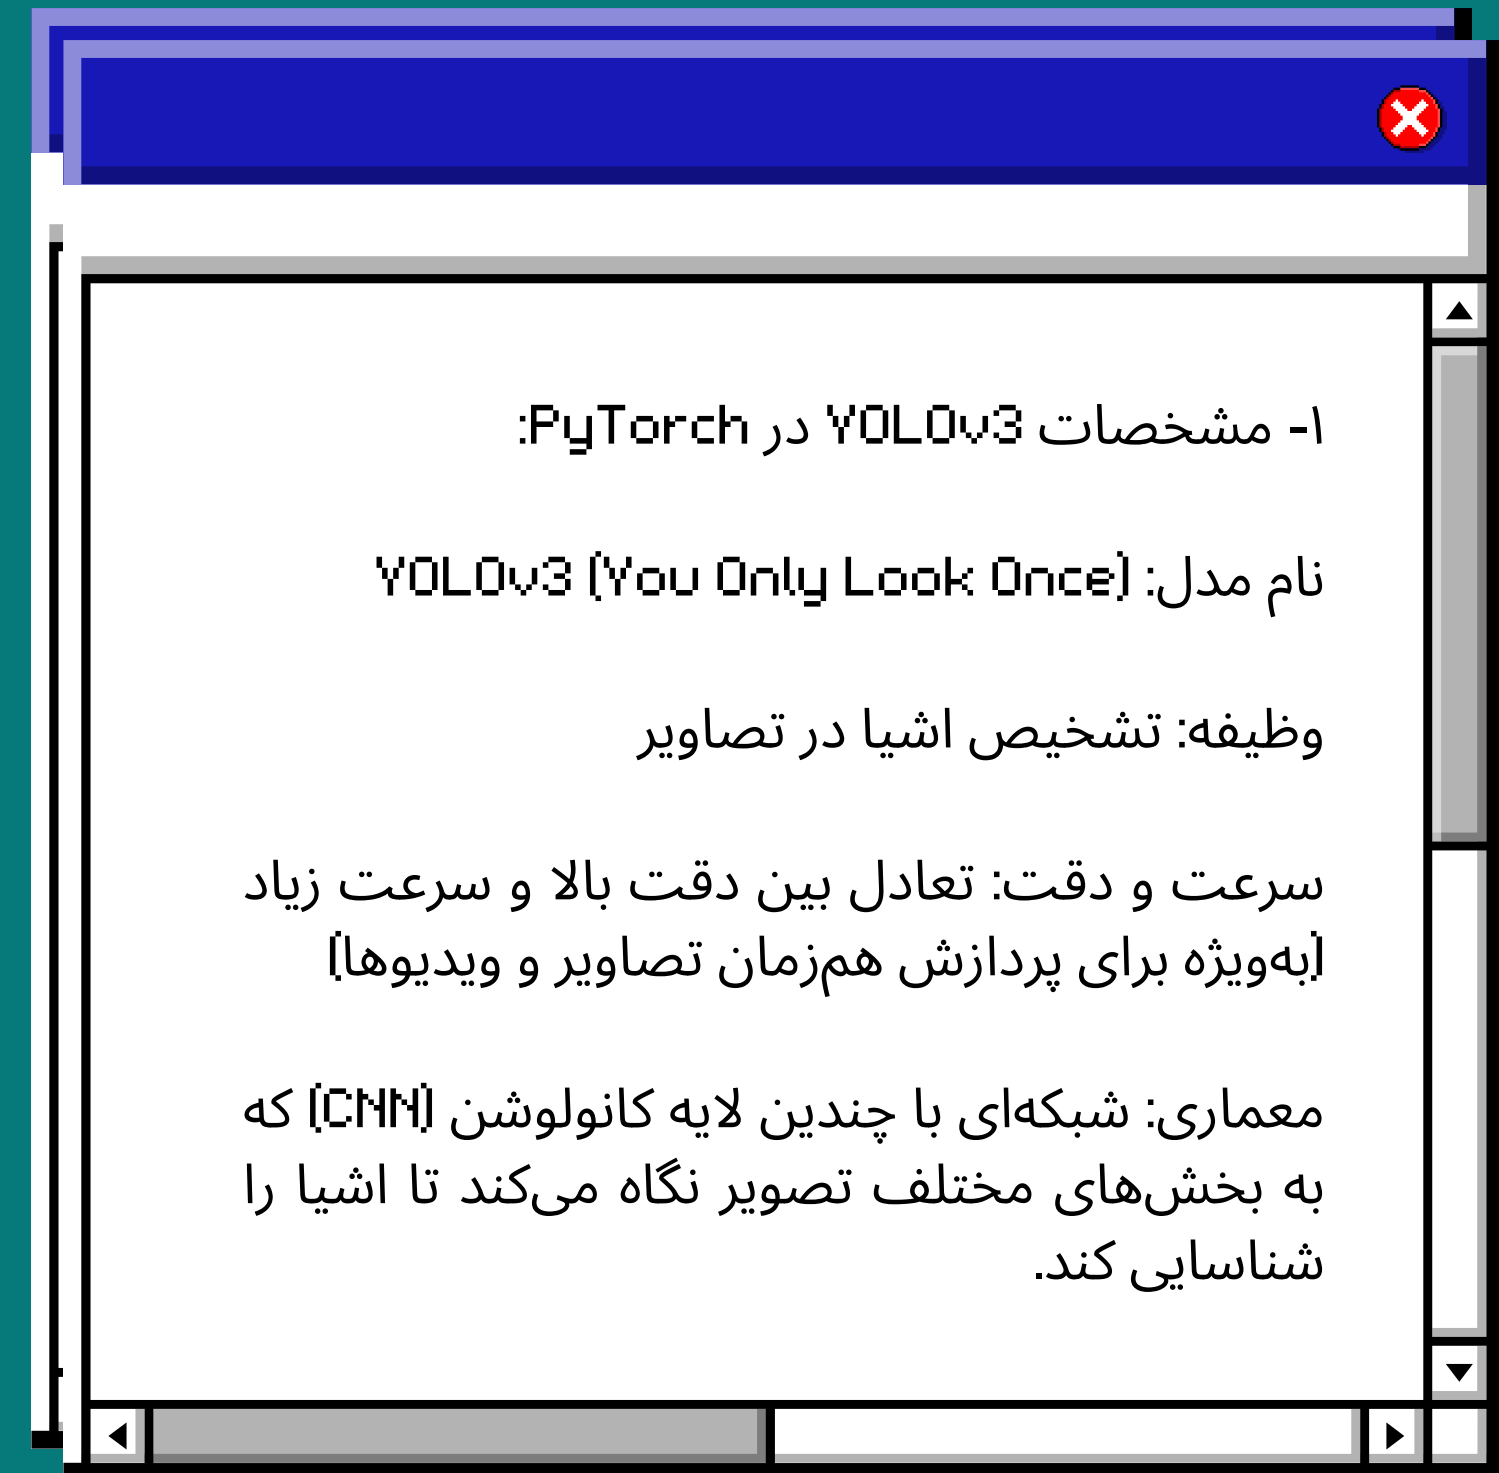 ۱- مشخصات YOLOv3 در PyTorch:
نام مدل: YOLOv3 (You Only Look Once)
وظیفه: تشخیص اشیا در تصاویر
سرعت و دقت: تعادل بین دقت بالا و سرعت زیاد
(به‌ویژه برای پردازش هم‌زمان تصاویر و ویدیوها)
معماری: شبکه‌ای با چندین لایه کانولوشن (CNN) که
به بخش‌های مختلف تصویر نگاه می‌کند تا اشیا را
شناسایی کند.